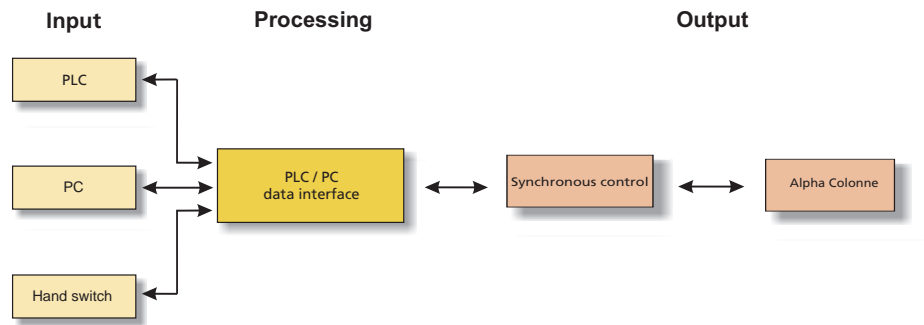 Input
Processing
Output
PLC
PC
Hand switch
PLC / PC
data interface
Synchronous control
Alpha Colonne